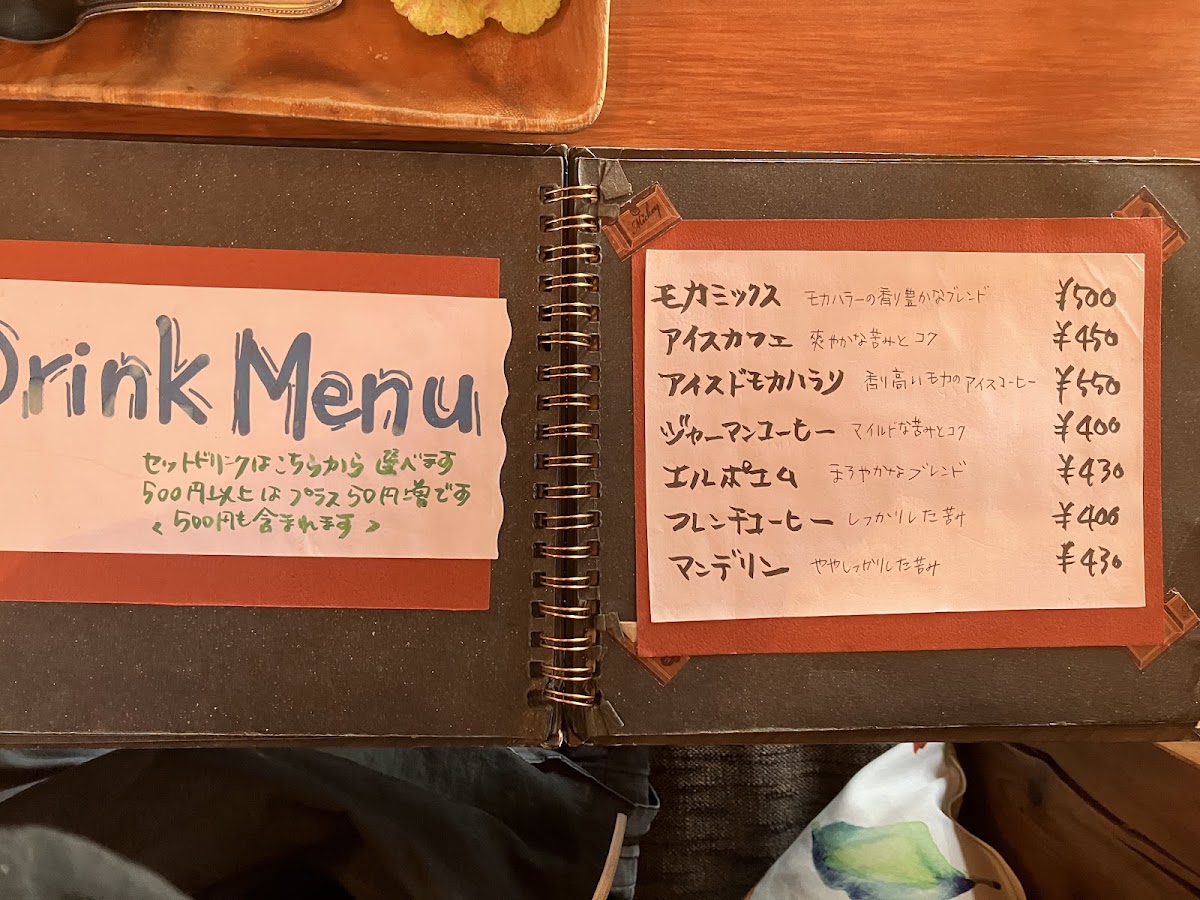 Drink Menu
セットドリンクはこちらから選べます
500円以上はプラス50円増です
<500円も含まれます>
モカミックス モカハラーの香り豊かなブレンド ¥500
アイスカフェ 爽やかな苦みとコク ¥450
アイスドモカハラリ 香り高いモカのアイスコーヒー ¥550
ジャーマンコーヒー マイルドな苦みとコク ¥400
エルポエム まろやかなブレンド ¥430
フレンチコーヒー しっかりした苦み ¥400
マンデリン ややしっかりした苦み ¥430